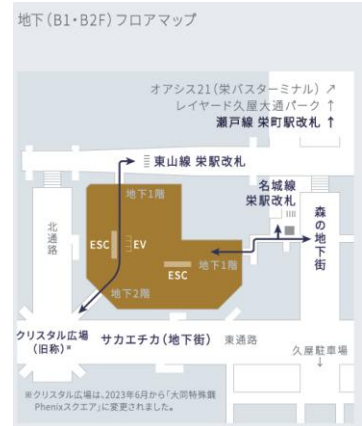 地下（B1・B2F）フロアマップ
オアシス21（栄バスターミナル）↗
レイヤード久屋大通パーク ↑
瀬戸線 栄町駅改札 ↑
東山線 栄駅改札
名城線
栄駅改札
地下1階
北通路
森の地下街
ESC
EV
ESC
地下1階
地下2階
クリスタル広場
（旧称）※
サカエチカ（地下街）
東通路
久屋駐車場
↓
※クリスタル広場は、2023年6月から「大同特殊鋼
Phenixスクエア」に変更されました。